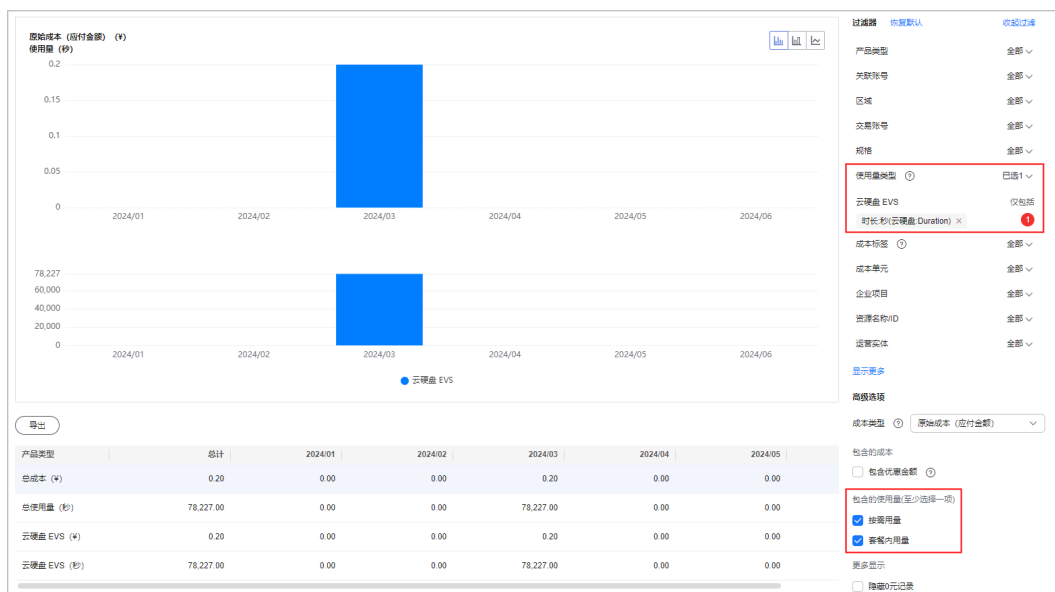 原始成本（应付金额）(¥)
使用量（秒）
0.2
0.15
0.1
0.05
0
2024/01 2024/02 2024/03 2024/04 2024/05 2024/06
78,227
60,000
40,000
20,000
0
2024/01 2024/02 2024/03 2024/04 2024/05 2024/06
云硬盘 EVS
导出
产品类型 总计 2024/01 2024/02 2024/03 2024/04 2024/05
总成本 (¥) 0.20 0.00 0.00 0.20 0.00 0.00
总使用量（秒） 78,227.00 0.00 0.00 78,227.00 0.00 0.00
云硬盘 EVS (¥) 0.20 0.00 0.00 0.20 0.00 0.00
云硬盘 EVS（秒） 78,227.00 0.00 0.00 78,227.00 0.00 0.00
过滤器 恢复默认 收起过滤
产品类型 全部
关联账号 全部
区域 全部
交易账号 全部
规格 全部
使用量类型 ? 已选1
云硬盘 EVS 仅包括
时长:秒(云硬盘:Duration) × 1
成本标签 ? 全部
成本单元 全部
企业项目 全部
资源名称/ID 全部
运营实体 全部
显示更多
高级选项
成本类型 ? 原始成本（应付金额）
包含的成本
包含优惠金额 ?
包含的使用量(至少选择一项)
按需用量
套餐内用量
更多显示
隐藏0元记录